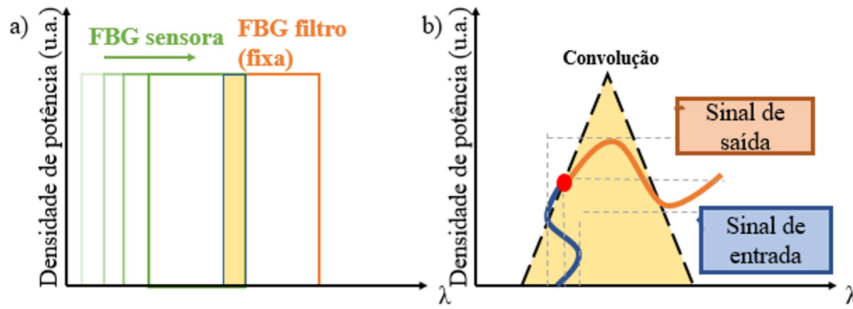 a)
Densidade de potência (u.a.)
FBG sensora
FBG filtro
(fixa)
λ
b)
Densidade de potência (u.a.)
Convolução
Sinal de
saída
Sinal de
entrada
λ